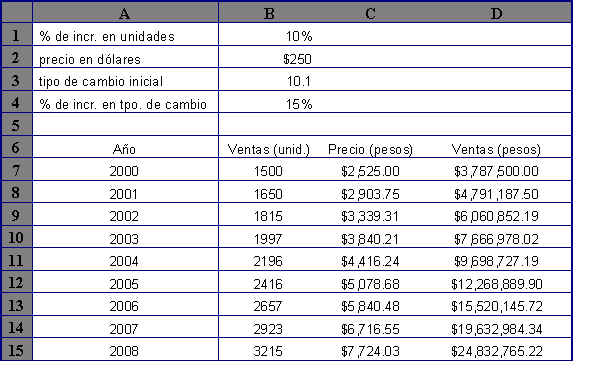 A B C D
1 % de incr. en unidades 10%
2 precio en dólares $250
3 tipo de cambio inicial 10.1
4 % de incr. en tpo. de cambio 15%
5
6 Año Ventas (unid.) Precio (pesos) Ventas (pesos)
7 2000 1500 $2,525.00 $3,787,500.00
8 2001 1650 $2,903.75 $4,791,187.50
9 2002 1815 $3,339.31 $6,060,852.19
10 2003 1997 $3,840.21 $7,666,978.02
11 2004 2196 $4,416.24 $9,698,727.19
12 2005 2416 $5,078.68 $12,268,889.90
13 2006 2657 $5,840.48 $15,520,145.72
14 2007 2923 $6,716.55 $19,632,984.34
15 2008 3215 $7,724.03 $24,832,765.22